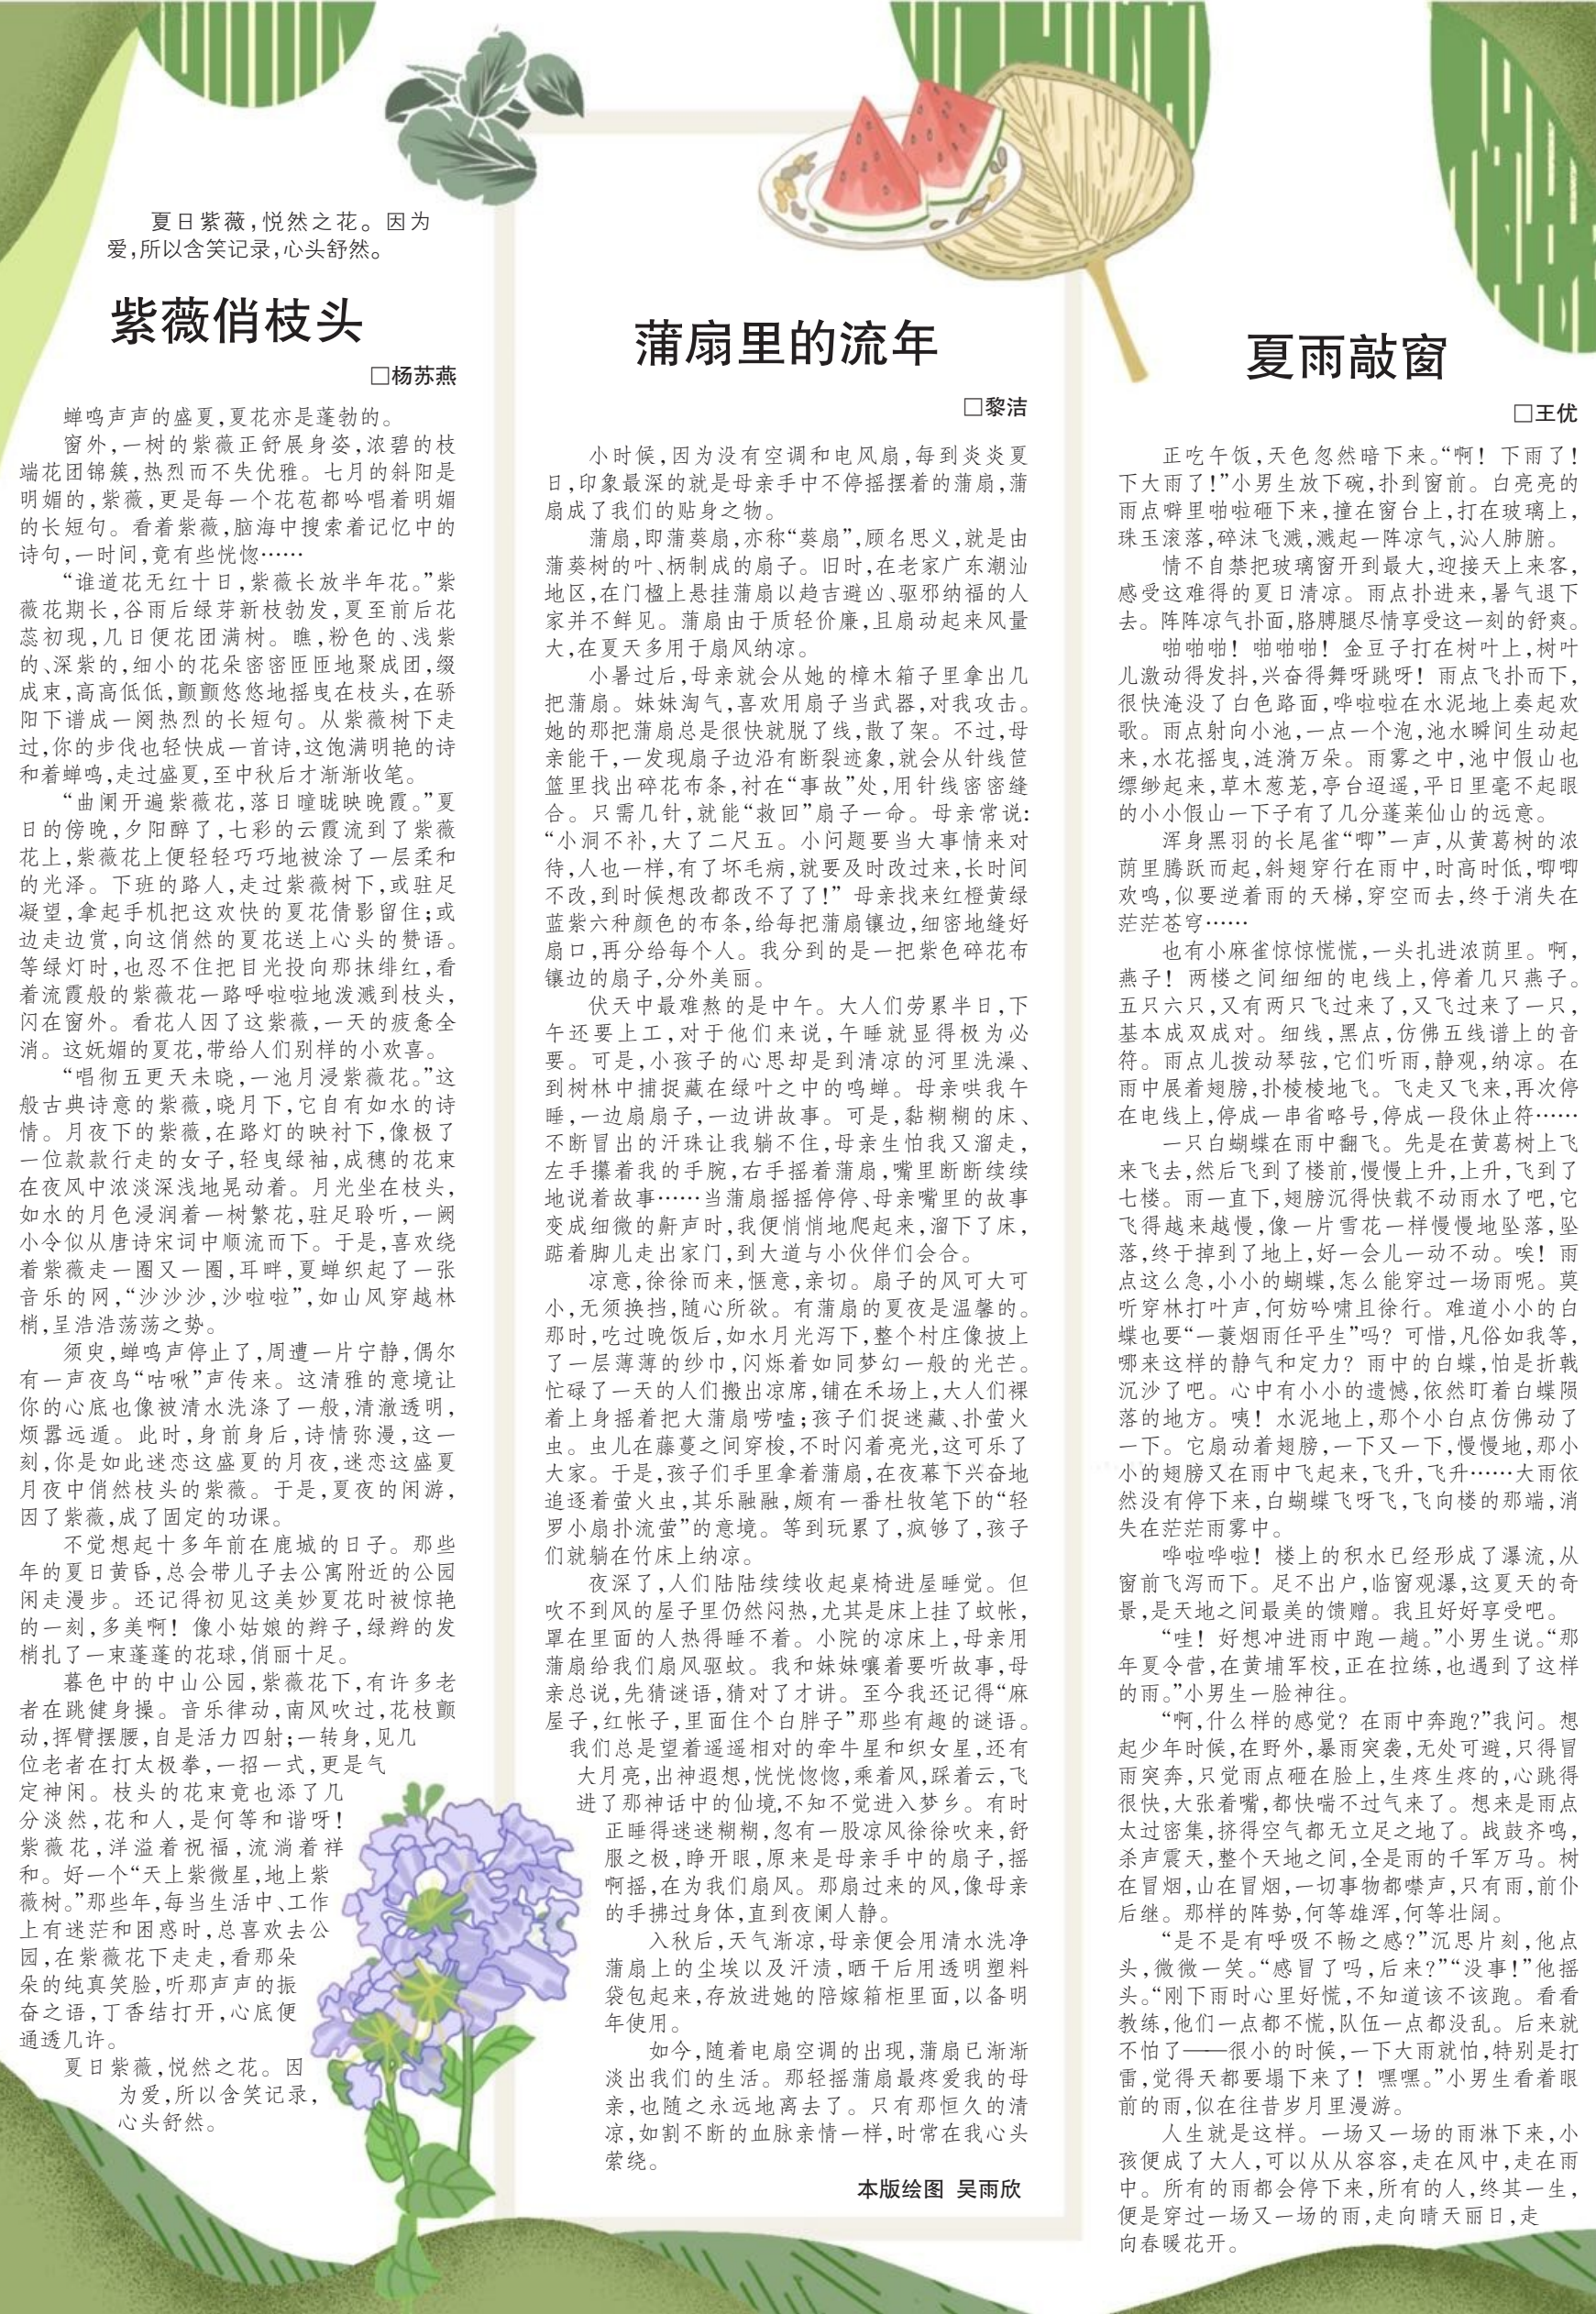 夏日紫薇,悦然之花。因为
爱,所以含笑记录,心头舒然。
紫薇俏枝头
□杨苏燕
蝉鸣声声的盛夏,夏花亦是蓬勃的。
窗外,一树的紫薇正舒展身姿,浓碧的枝
端花团锦簇,热烈而不失优雅。七月的斜阳是
明媚的,紫薇,更是每一个花苞都吟唱着明媚
的长短句。看着紫薇,脑海中搜索着记忆中的
诗句,一时间,竟有些恍惚……
“谁道花无红十日,紫薇长放半年花。”紫
薇花期长,谷雨后绿芽新枝勃发,夏至前后花
蕊初现,几日便花团满树。瞧,粉色的、浅紫
的、深紫的,细小的花朵密密匝匝地聚成团,缀
成束,高高低低,颤颤悠悠地摇曳在枝头,在骄
阳下谱成一阕热烈的长短句。从紫薇树下走
过,你的步伐也轻快成一首诗,这饱满明艳的诗
和着蝉鸣,走过盛夏,至中秋后才渐渐收笔。
“曲阑开遍紫薇花,落日曈昽映晚霞。”夏
日的傍晚,夕阳醉了,七彩的云霞流到了紫薇
花上,紫薇花上便轻轻巧巧地被涂了一层柔和
的光泽。下班的路人,走过紫薇树下,或驻足
凝望,拿起手机把这欢快的夏花倩影留住;或
边走边赏,向这俏然的夏花送上心头的赞语。
等绿灯时,也忍不住把目光投向那抹绯红,看
着流霞般的紫薇花一路呼啦啦地泼溅到枝头,
闪在窗外。看花人因了这紫薇,一天的疲惫全
消。这妩媚的夏花,带给人们别样的小欢喜。
“唱彻五更天未晓,一池月浸紫薇花。”这
般古典诗意的紫薇,晓月下,它自有如水的诗
情。月夜下的紫薇,在路灯的映衬下,像极了
一位款款行走的女子,轻曳绿袖,成穗的花束
在夜风中浓淡深浅地晃动着。月光坐在枝头,
如水的月色浸润着一树繁花,驻足聆听,一阙
小令似从唐诗宋词中顺流而下。于是,喜欢绕
着紫薇走一圈又一圈,耳畔,夏蝉织起了一张
音乐的网,“沙沙沙,沙啦啦”,如山风穿越林
梢,呈浩浩荡荡之势。
须臾,蝉鸣声停止了,周遭一片宁静,偶尔
有一声夜鸟“咕啾”声传来。这清雅的意境让
你的心底也像被清水洗涤了一般,清澈透明,
烦嚣远遁。此时,身前身后,诗情弥漫,这一
刻,你是如此迷恋这盛夏的月夜,迷恋这盛夏
月夜中俏然枝头的紫薇。于是,夏夜的闲游,
因了紫薇,成了固定的功课。
不觉想起十多年前在鹿城的日子。那些
年的夏日黄昏,总会带儿子去公寓附近的公园
闲走漫步。还记得初见这美妙夏花时被惊艳
的一刻,多美啊!像小姑娘的辫子,绿辫的发
梢扎了一束蓬蓬的花球,俏丽十足。
暮色中的中山公园,紫薇花下,有许多老
者在跳健身操。音乐律动,南风吹过,花枝颤
动,挥臂摆腰,自是活力四射;一转身,见几
位老者在打太极拳,一招一式,更是气
定神闲。枝头的花束竟也添了几
分淡然,花和人,是何等和谐呀!
紫薇花,洋溢着祝福,流淌着祥
和。好一个“天上紫微星,地上紫
薇树。”那些年,每当生活中、工作
上有迷茫和困惑时,总喜欢去公
园,在紫薇花下走走,看那朵
朵的纯真笑脸,听那声声的振
奋之语,丁香结打开,心底便
通透几许。
夏日紫薇,悦然之花。因
为爱,所以含笑记录,
心头舒然。
蒲扇里的流年
□黎洁
小时候,因为没有空调和电风扇,每到炎炎夏
日,印象最深的就是母亲手中不停摇摆着的蒲扇,蒲
扇成了我们的贴身之物。
蒲扇,即蒲葵扇,亦称“葵扇”,顾名思义,就是由
蒲葵树的叶、柄制成的扇子。旧时,在老家广东潮汕
地区,在门楹上悬挂蒲扇以趋吉避凶、驱邪纳福的人
家并不鲜见。蒲扇由于质轻价廉,且扇动起来风量
大,在夏天多用于扇风纳凉。
小暑过后,母亲就会从她的樟木箱子里拿出几
把蒲扇。妹妹淘气,喜欢用扇子当武器,对我攻击。
她的那把蒲扇总是很快就脱了线,散了架。不过,母
亲能干,一发现扇子边沿有断裂迹象,就会从针线笸
篮里找出碎花布条,衬在“事故”处,用针线密密缝
合。只需几针,就能“救回”扇子一命。母亲常说:
“小洞不补,大了二尺五。小问题要当大事情来对
待,人也一样,有了坏毛病,就要及时改过来,长时间
不改,到时候想改都改不了了!”母亲找来红橙黄绿
蓝紫六种颜色的布条,给每把蒲扇镶边,细密地缝好
扇口,再分给每个人。我分到的是一把紫色碎花布
镶边的扇子,分外美丽。
伏天中最难熬的是中午。大人们劳累半日,下
午还要上工,对于他们来说,午睡就显得极为必
要。可是,小孩子的心思却是到清凉的河里洗澡、
到树林中捕捉藏在绿叶之中的鸣蝉。母亲哄我午
睡,一边扇扇子,一边讲故事。可是,黏糊糊的床、
不断冒出的汗珠让我躺不住,母亲生怕我又溜走,
左手攥着我的手腕,右手摇着蒲扇,嘴里断断续续
地说着故事……当蒲扇摇摇停停、母亲嘴里的故事
变成细微的鼾声时,我便悄悄地爬起来,溜下了床,
踮着脚儿走出家门,到大道与小伙伴们会合。
凉意,徐徐而来,惬意,亲切。扇子的风可大可
小,无须换挡,随心所欲。有蒲扇的夏夜是温馨的。
那时,吃过晚饭后,如水月光泻下,整个村庄像披上
了一层薄薄的纱巾,闪烁着如同梦幻一般的光芒。
忙碌了一天的人们搬出凉席,铺在禾场上,大人们裸
着上身摇着把大蒲扇唠嗑;孩子们捉迷藏、扑萤火
虫。虫儿在藤蔓之间穿梭,不时闪着亮光,这可乐了
大家。于是,孩子们手里拿着蒲扇,在夜幕下兴奋地
追逐着萤火虫,其乐融融,颇有一番杜牧笔下的“轻
罗小扇扑流萤”的意境。等到玩累了,疯够了,孩子
们就躺在竹床上纳凉。
夜深了,人们陆陆续续收起桌椅进屋睡觉。但
吹不到风的屋子里仍然闷热,尤其是床上挂了蚊帐,
罩在里面的人热得睡不着。小院的凉床上,母亲用
蒲扇给我们扇风驱蚊。我和妹妹嚷着要听故事,母
亲总说,先猜谜语,猜对了才讲。至今我还记得“麻
屋子,红帐子,里面住个白胖子”那些有趣的谜语。
我们总是望着遥遥相对的牵牛星和织女星,还有
大月亮,出神遐想,恍恍惚惚,乘着风,踩着云,飞
进了那神话中的仙境,不知不觉进入梦乡。有时
正睡得迷迷糊糊,忽有一股凉风徐徐吹来,舒
服之极,睁开眼,原来是母亲手中的扇子,摇
啊摇,在为我们扇风。那扇过来的风,像母亲
的手拂过身体,直到夜阑人静。
入秋后,天气渐凉,母亲便会用清水洗净
蒲扇上的尘埃以及汗渍,晒干后用透明塑料
袋包起来,存放进她的陪嫁箱柜里面,以备明
年使用。
如今,随着电扇空调的出现,蒲扇已渐渐
淡出我们的生活。那轻摇蒲扇最疼爱我的母
亲,也随之永远地离去了。只有那恒久的清
凉,如割不断的血脉亲情一样,时常在我心头
萦绕。
本版绘图 吴雨欣
夏雨敲窗
□王优
正吃午饭,天色忽然暗下来。“啊!下雨了!
下大雨了!”小男生放下碗,扑到窗前。白亮亮的
雨点噼里啪啦砸下来,撞在窗台上,打在玻璃上,
珠玉滚落,碎沫飞溅,溅起一阵凉气,沁人肺腑。
情不自禁把玻璃窗开到最大,迎接天上来客,
感受这难得的夏日清凉。雨点扑进来,暑气退下
去。阵阵凉气扑面,胳膊腿尽情享受这一刻的舒爽。
啪啪啪!啪啪啪!金豆子打在树叶上,树叶
儿激动得发抖,兴奋得舞呀跳呀!雨点飞扑而下,
很快淹没了白色路面,哗啦啦在水泥地上奏起欢
歌。雨点射向小池,一点一个泡,池水瞬间生动起
来,水花摇曳,涟漪万朵。雨雾之中,池中假山也
缥缈起来,草木葱茏,亭台迢遥,平日里毫不起眼
的小小假山一下子有了几分蓬莱仙山的远意。
浑身黑羽的长尾雀“唧”一声,从黄葛树的浓
荫里腾跃而起,斜翅穿行在雨中,时高时低,唧唧
欢鸣,似要逆着雨的天梯,穿空而去,终于消失在
茫茫苍穹……
也有小麻雀惊惊慌慌,一头扎进浓荫里。啊,
燕子!两楼之间细细的电线上,停着几只燕子。
五只六只,又有两只飞过来了,又飞过来了一只,
基本成双成对。细线,黑点,仿佛五线谱上的音
符。雨点儿拨动琴弦,它们听雨,静观,纳凉。在
雨中展着翅膀,扑棱棱地飞。飞走又飞来,再次停
在电线上,停成一串省略号,停成一段休止符……
一只白蝴蝶在雨中翻飞。先是在黄葛树上飞
来飞去,然后飞到了楼前,慢慢上升,上升,飞到了
七楼。雨一直下,翅膀沉得快载不动雨水了吧,它
飞得越来越慢,像一片雪花一样慢慢地坠落,坠
落,终于掉到了地上,好一会儿一动不动。唉!雨
点这么急,小小的蝴蝶,怎么能穿过一场雨呢。莫
听穿林打叶声,何妨吟啸且徐行。难道小小的白
蝶也要“一蓑烟雨任平生”吗?可惜,凡俗如我等,
哪来这样的静气和定力?雨中的白蝶,怕是折戟
沉沙了吧。心中有小小的遗憾,依然盯着白蝶陨
落的地方。咦!水泥地上,那个小白点仿佛动了
一下。它扇动着翅膀,一下又一下,慢慢地,那小
小的翅膀又在雨中飞起来,飞升,飞升……大雨依
然没有停下来,白蝴蝶飞呀飞,飞向楼的那端,消
失在茫茫雨雾中。
哗啦哗啦!楼上的积水已经形成了瀑流,从
窗前飞泻而下。足不出户,临窗观瀑,这夏天的奇
景,是天地之间最美的馈赠。我且好好享受吧。
“哇!好想冲进雨中跑一趟。”小男生说。“那
年夏令营,在黄埔军校,正在拉练,也遇到了这样
的雨。”小男生一脸神往。
“啊,什么样的感觉?在雨中奔跑?”我问。想
起少年时候,在野外,暴雨突袭,无处可避,只得冒
雨突奔,只觉雨点砸在脸上,生疼生疼的,心跳得
很快,大张着嘴,都快喘不过气来了。想来是雨点
太过密集,挤得空气都无立足之地了。战鼓齐鸣,
杀声震天,整个天地之间,全是雨的千军万马。树
在冒烟,山在冒烟,一切事物都噤声,只有雨,前仆
后继。那样的阵势,何等雄浑,何等壮阔。
“是不是有呼吸不畅之感?”沉思片刻,他点
头,微微一笑。“感冒了吗,后来?”“没事!”他摇
头。“刚下雨时心里好慌,不知道该不该跑。看看
教练,他们一点都不慌,队伍一点都没乱。后来就
不怕了——很小的时候,一下大雨就怕,特别是打
雷,觉得天都要塌下来了!嘿嘿。”小男生看着眼
前的雨,似在往昔岁月里漫游。
人生就是这样。一场又一场的雨淋下来,小
孩便成了大人,可以从从容容,走在风中,走在雨
中。所有的雨都会停下来,所有的人,终其一生,
便是穿过一场又一场的雨,走向晴天丽日,走
向春暖花开。